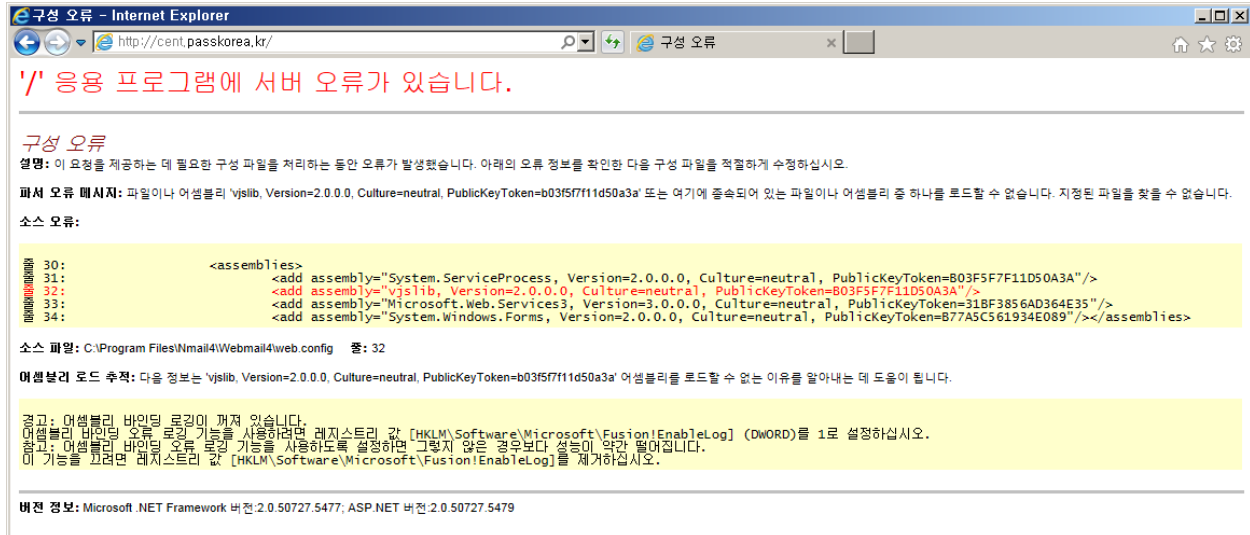 구성 오류 - Internet Explorer
http://cent.passkorea.kr/
구성 오류
'/' 응용 프로그램에 서버 오류가 있습니다.
구성 오류
설명: 이 요청을 제공하는 데 필요한 구성 파일을 처리하는 동안 오류가 발생했습니다. 아래의 오류 정보를 확인한 다음 구성 파일을 적절하게 수정하십시오.
파서 오류 메시지: 파일이나 어셈블리 'vjslib, Version=2.0.0.0, Culture=neutral, PublicKeyToken=b03f5f7f11d50a3a' 또는 여기에 종속되어 있는 파일이나 어셈블리 중 하나를 로드할 수 없습니다. 지정된 파일을 찾을 수 없습니다.
소스 오류:
줄 30: <assemblies>
줄 31: <add assembly="System.ServiceProcess, Version=2.0.0.0, Culture=neutral, PublicKeyToken=B03F5F7F11D50A3A"/>
줄 32: <add assembly="vjslib, Version=2.0.0.0, Culture=neutral, PublicKeyToken=B03F5F7F11D50A3A"/>
줄 33: <add assembly="Microsoft.Web.Services3, Version=3.0.0.0, Culture=neutral, PublicKeyToken=31BF3856AD364E35"/>
줄 34: <add assembly="System.Windows.Forms, Version=2.0.0.0, Culture=neutral, PublicKeyToken=B77A5C561934E089"/></assemblies>
소스 파일: C:\Program Files\Nmail4\Webmail4\web.config 줄: 32
어셈블리 로드 추적: 다음 정보는 'vjslib, Version=2.0.0.0, Culture=neutral, PublicKeyToken=b03f5f7f11d50a3a' 어셈블리를 로드할 수 없는 이유를 알아내는 데 도움이 됩니다.
경고: 어셈블리 바인딩 로깅이 꺼져 있습니다.
어셈블리 바인딩 오류 로깅 기능을 사용하려면 레지스트리 값 [HKLM\Software\Microsoft\Fusion!EnableLog] (DWORD)를 1로 설정하십시오.
참고: 어셈블리 바인딩 오류 로깅 기능을 사용하도록 설정하면 그렇지 않은 경우보다 성능이 약간 떨어집니다.
이 기능을 끄려면 레지스트리 값 [HKLM\Software\Microsoft\Fusion!EnableLog]를 제거하십시오.
버전 정보: Microsoft .NET Framework 버전:2.0.50727.5477; ASP.NET 버전:2.0.50727.5479